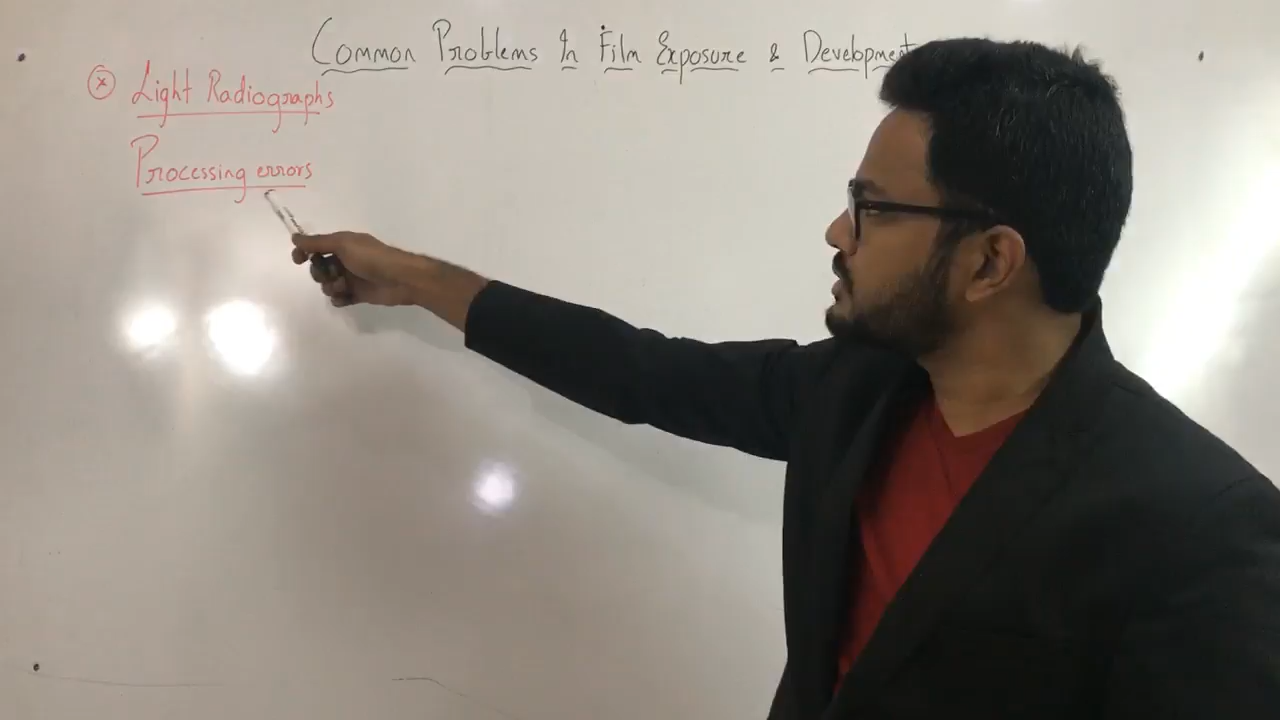 Common Problems In Film Exposure & Development
Light Radiographs
Processing errors